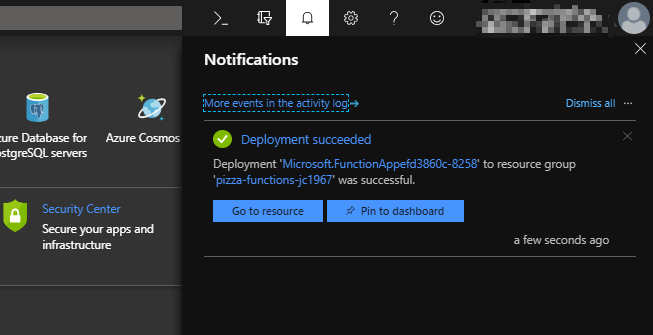 Notifications
More events in the activity log→
Dismiss all ...
Deployment succeeded
Deployment 'Microsoft.FunctionAppefd3860c-8258' to resource group
'pizza-functions-jc1967' was successful.
Go to resource
Pin to dashboard
a few seconds ago
zure Database for
ostgreSQL servers
Azure Cosmos
Security Center
Secure your apps and
infrastructure